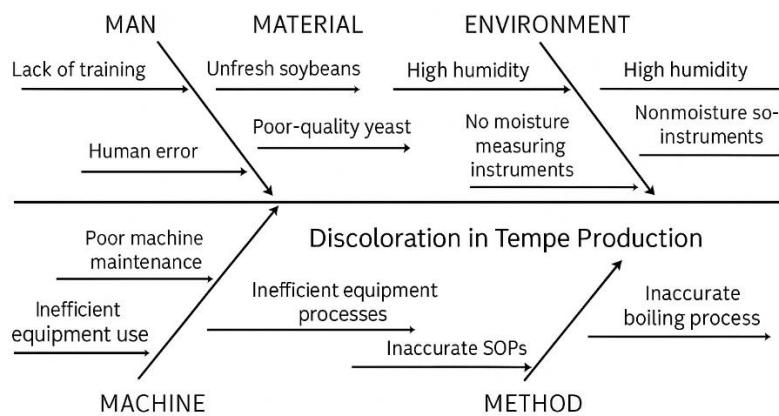 MAN
MATERIAL
ENVIRONMENT
Lack of training
Unfresh soybeans
High humidity
High humidity
Human error
Poor-quality yeast
No moisture
measuring
instruments
Nonmoisture so-
instruments
Discoloration in Tempe Production
Poor machine
maintenance
Inefficient
equipment use
Inefficient equipment
processes
Inaccurate SOPs
Inaccurate
boiling process
MACHINE
METHOD